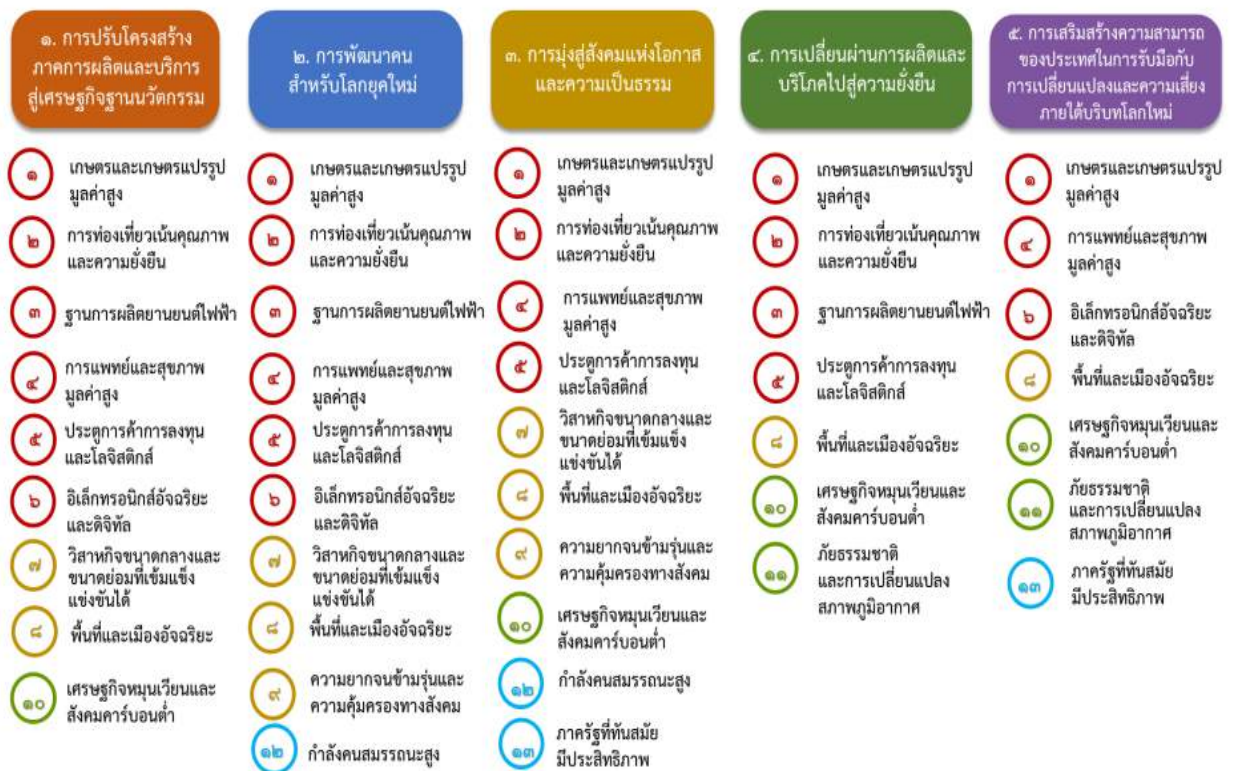 ๑. การปรับโครงสร้าง
ภาคการผลิตและบริการ
สู่เศรษฐกิจฐานนวัตกรรม
๑
เกษตรและเกษตรแปรรูป
มูลค่าสูง
๒
การท่องเที่ยวเน้นคุณภาพ
และความยั่งยืน
๓
ฐานการผลิตยานยนต์ไฟฟ้า
๔
การแพทย์และสุขภาพ
มูลค่าสูง
๕
ประตูการค้าการลงทุน
และโลจิสติกส์
๖
อิเล็กทรอนิกส์อัจฉริยะ
และดิจิทัล
๗
วิสาหกิจขนาดกลางและ
ขนาดย่อมที่เข้มแข็ง
แข่งขันได้
๘
พื้นที่และเมืองอัจฉริยะ
๑๐
เศรษฐกิจหมุนเวียนและ
สังคมคาร์บอนต่ำ
๒. การพัฒนาคน
สำหรับโลกยุคใหม่
๑
เกษตรและเกษตรแปรรูป
มูลค่าสูง
๒
การท่องเที่ยวเน้นคุณภาพ
และความยั่งยืน
๓
ฐานการผลิตยานยนต์ไฟฟ้า
๔
การแพทย์และสุขภาพ
มูลค่าสูง
๕
ประตูการค้าการลงทุน
และโลจิสติกส์
๖
อิเล็กทรอนิกส์อัจฉริยะ
และดิจิทัล
๗
วิสาหกิจขนาดกลางและ
ขนาดย่อมที่เข้มแข็ง
แข่งขันได้
๘
พื้นที่และเมืองอัจฉริยะ
๙
ความยากจนข้ามรุ่นและ
ความคุ้มครองทางสังคม
๑๒
กำลังคนสมรรถนะสูง
๓. การมุ่งสู่สังคมแห่งโอกาส
และความเป็นธรรม
๑
เกษตรและเกษตรแปรรูป
มูลค่าสูง
๒
การท่องเที่ยวเน้นคุณภาพ
และความยั่งยืน
๔
การแพทย์และสุขภาพ
มูลค่าสูง
๕
ประตูการค้าการลงทุน
และโลจิสติกส์
๗
วิสาหกิจขนาดกลางและ
ขนาดย่อมที่เข้มแข็ง
แข่งขันได้
๘
พื้นที่และเมืองอัจฉริยะ
๙
ความยากจนข้ามรุ่นและ
ความคุ้มครองทางสังคม
๑๐
เศรษฐกิจหมุนเวียนและ
สังคมคาร์บอนต่ำ
๑๒
กำลังคนสมรรถนะสูง
๑๓
ภาครัฐที่ทันสมัย
มีประสิทธิภาพ
๔. การเปลี่ยนผ่านการผลิตและ
บริโภคไปสู่ความยั่งยืน
๑
เกษตรและเกษตรแปรรูป
มูลค่าสูง
๒
การท่องเที่ยวเน้นคุณภาพ
และความยั่งยืน
๓
ฐานการผลิตยานยนต์ไฟฟ้า
๕
ประตูการค้าการลงทุน
และโลจิสติกส์
๘
พื้นที่และเมืองอัจฉริยะ
๑๐
เศรษฐกิจหมุนเวียนและ
สังคมคาร์บอนต่ำ
๑๑
ภัยธรรมชาติ
และการเปลี่ยนแปลง
สภาพภูมิอากาศ
๕. การเสริมสร้างความสามารถ
ของประเทศในการรับมือกับ
การเปลี่ยนแปลงและความเสี่ยง
ภายใต้บริบทโลกใหม่
๑
เกษตรและเกษตรแปรรูป
มูลค่าสูง
๔
การแพทย์และสุขภาพ
มูลค่าสูง
๖
อิเล็กทรอนิกส์อัจฉริยะ
และดิจิทัล
๘
พื้นที่และเมืองอัจฉริยะ
๑๐
เศรษฐกิจหมุนเวียนและ
สังคมคาร์บอนต่ำ
๑๑
ภัยธรรมชาติ
และการเปลี่ยนแปลง
สภาพภูมิอากาศ
๑๓
ภาครัฐที่ทันสมัย
มีประสิทธิภาพ